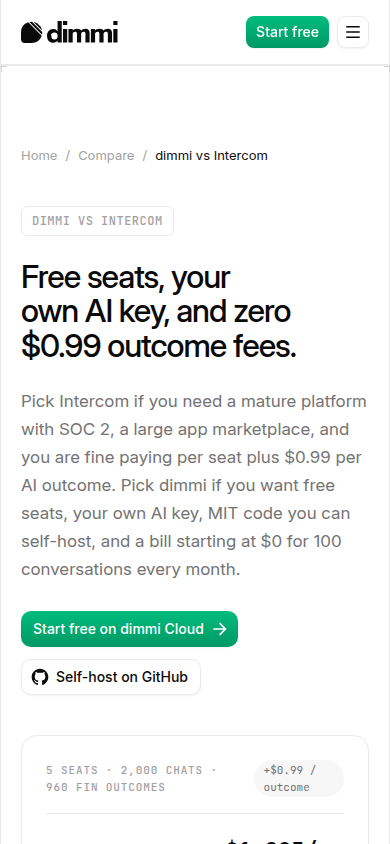 dimmi
Start free
Home / Compare / dimmi vs Intercom
DIMMI VS INTERCOM
Free seats, your
own AI key, and zero
$0.99 outcome fees.
Pick Intercom if you need a mature platform
with SOC 2, a large app marketplace, and
you are fine paying per seat plus $0.99 per
AI outcome. Pick dimmi if you want free
seats, your own AI key, MIT code you can
self-host, and a bill starting at $0 for 100
conversations every month.
Start free on dimmi Cloud →
Self-host on GitHub
5 SEATS · 2,000 CHATS ·
960 FIN OUTCOMES
+$0.99 /
outcome